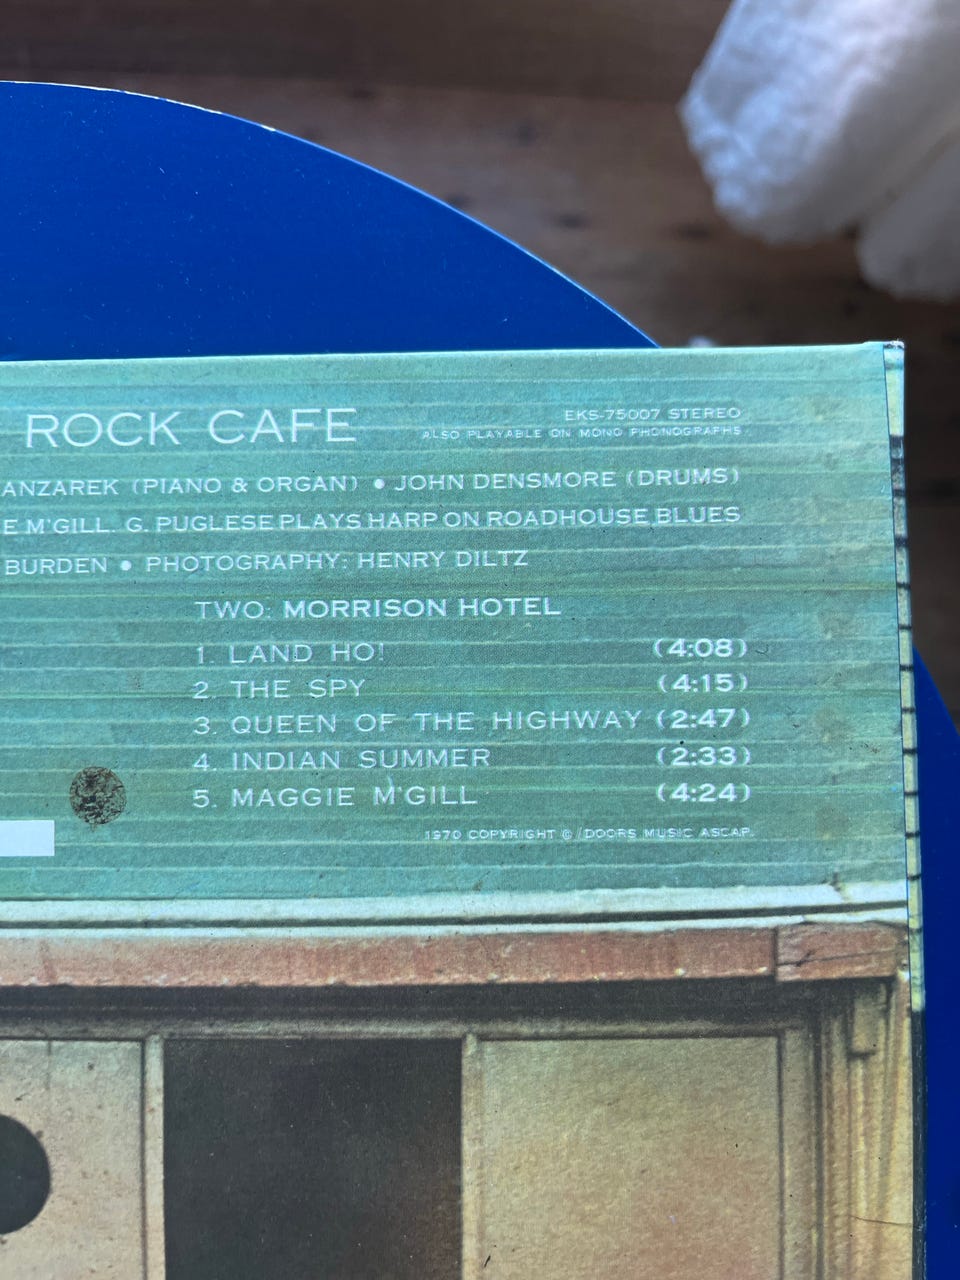 ROCK CAFE
EKS-75007 STEREO
ALSO PLAYABLE ON MONO PHONOGRAPHS.
ANZAREK (PIANO & ORGAN) • JOHN DENSMORE (DRUMS)
E M'GILL. G. PUGLESE PLAYS HARP ON ROADHOUSE BLUES
BURDEN • PHOTOGRAPHY: HENRY DILTZ
TWO: MORRISON HOTEL
1. LAND HO! (4:08)
2. THE SPY (4:15)
3. QUEEN OF THE HIGHWAY (2:47)
4. INDIAN SUMMER (2:33)
5. MAGGIE M'GILL (4:24)
1970 COPYRIGHT © DOORS MUSIC ASCAP.